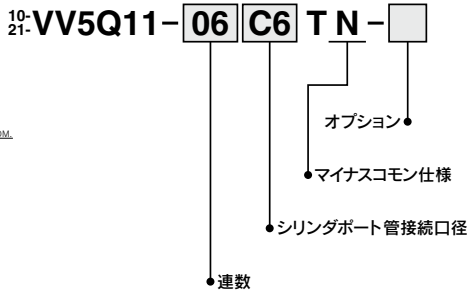 10-
21-VV5Q11-06 C6 T N-
OM.
オプション
マイナスコモン仕様
シリンダポート管接続口径
連数